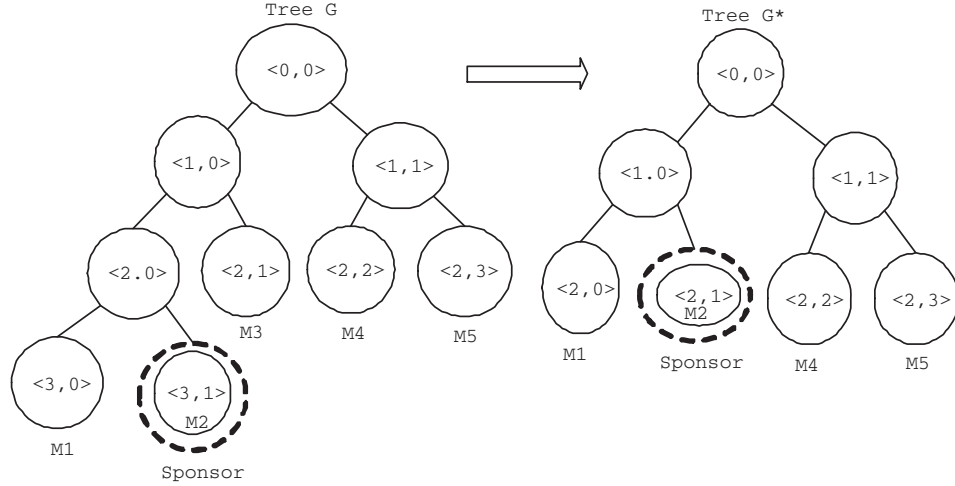 Tree G
<0,0>
<1,0>
<1,1>
<2.0>
<2,1>
<2,2>
<2,3>
M3
M4
M5
<3,0>
<3,1>
M2
M1
Sponsor
Tree G*
<0,0>
<1.0>
<1,1>
<2,0>
<2,1>
M2
<2,2>
<2,3>
M1
Sponsor
M4
M5